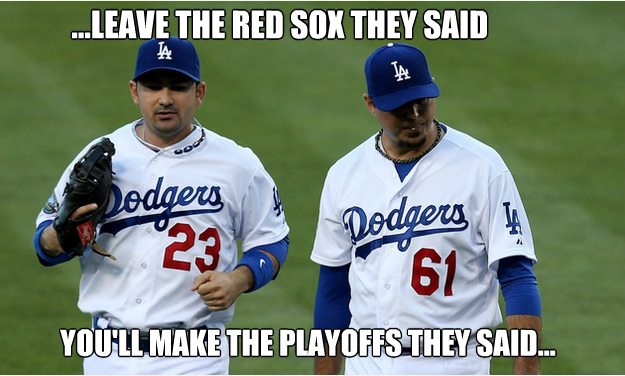 ...LEAVE THE RED SOX THEY SAID
LA
LA
Dodgers
23
Dodgers
LA
61
YOU'LL MAKE THE PLAYOFFS THEY SAID...